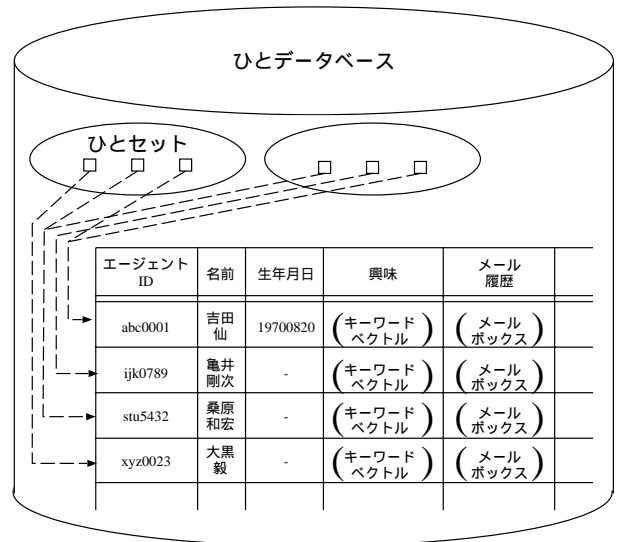 ひとデータベース
ひとセット
エージェント
ID
名前
生年月日
興味
メール
履歴
abc0001
吉田
仙
19700820
(キーワード
ベクトル)
(メール
ボックス)
ijk0789
亀井
剛次
-
(キーワード
ベクトル)
(メール
ボックス)
stu5432
桑原
和宏
-
(キーワード
ベクトル)
(メール
ボックス)
xyz0023
大黒
毅
-
(キーワード
ベクトル)
(メール
ボックス)